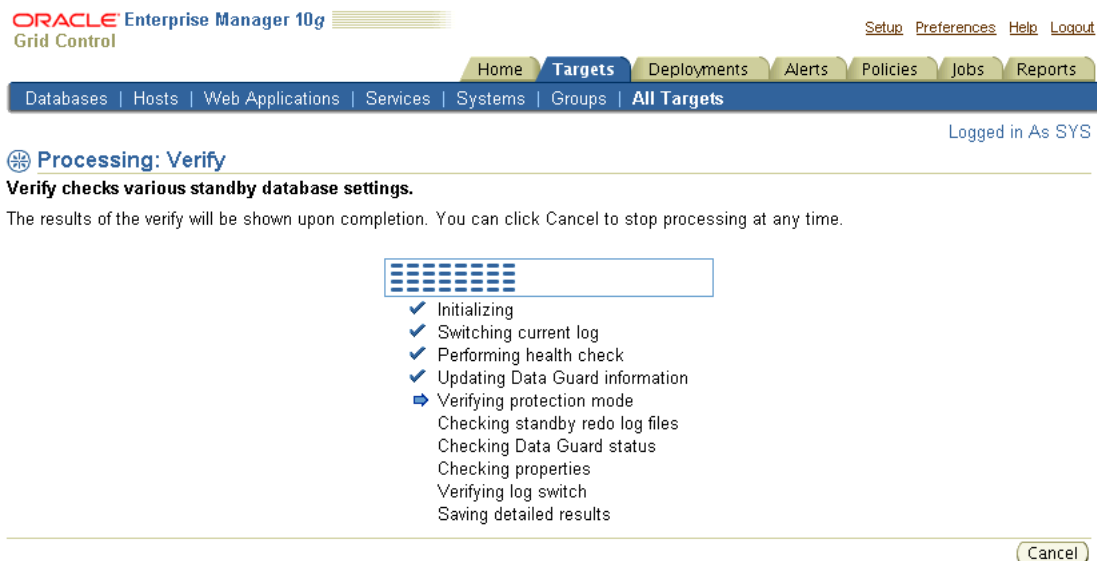 ORACLE Enterprise Manager 10g
Grid Control
Setup Preferences Help Logout
Home Targets Deployments Alerts Policies Jobs Reports
Databases | Hosts | Web Applications | Services | Systems | Groups | All Targets
Logged in As SYS
Processing: Verify
Verify checks various standby database settings.
The results of the verify will be shown upon completion. You can click Cancel to stop processing at any time.
Initializing
Switching current log
Performing health check
Updating Data Guard information
Verifying protection mode
Checking standby redo log files
Checking Data Guard status
Checking properties
Verifying log switch
Saving detailed results
Cancel